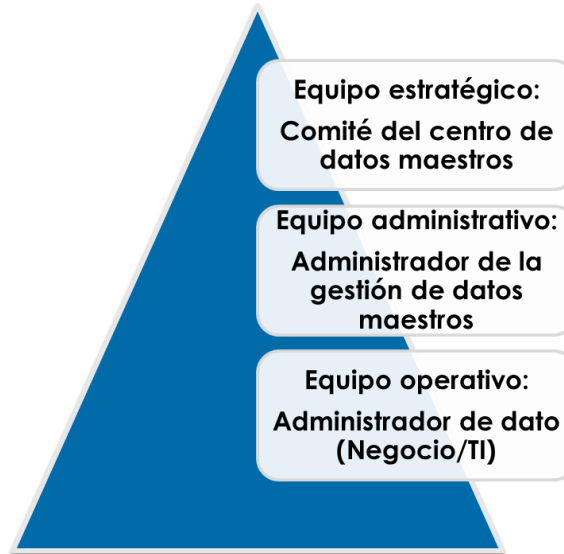 Equipo estratégico:
Comité del centro de
datos maestros
Equipo administrativo:
Administrador de la
gestión de datos
maestros
Equipo operativo:
Administrador de dato
(Negocio/TI)